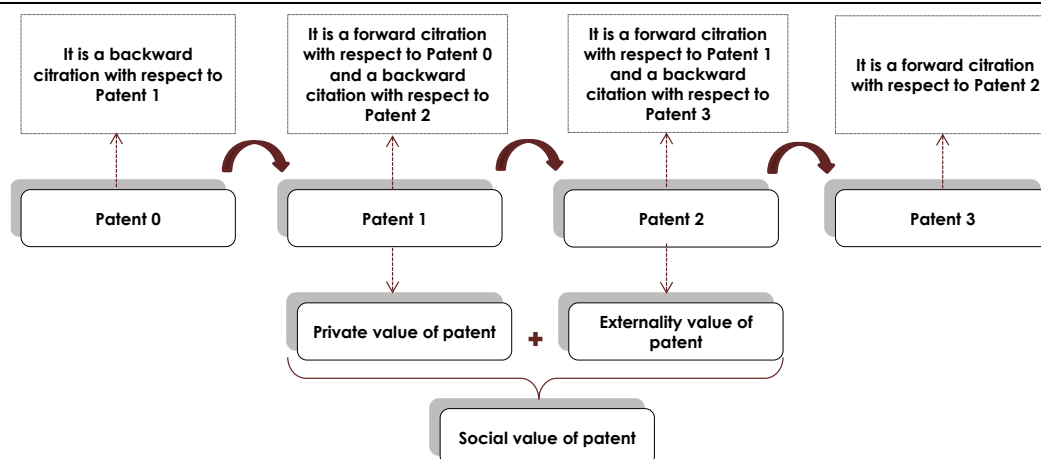 It is a backward
citration with respect to
Patent 1
It is a forward citration
with respect to Patent 0
and a backward
citation with respect to
Patent 2
It is a forward citration
with respect to Patent 1
and a backward
citation with respect to
Patent 3
It is a forward citration
with respect to Patent 2
Patent 0
Patent 1
Patent 2
Patent 3
Private value of patent
+
Externality value of
patent
Social value of patent